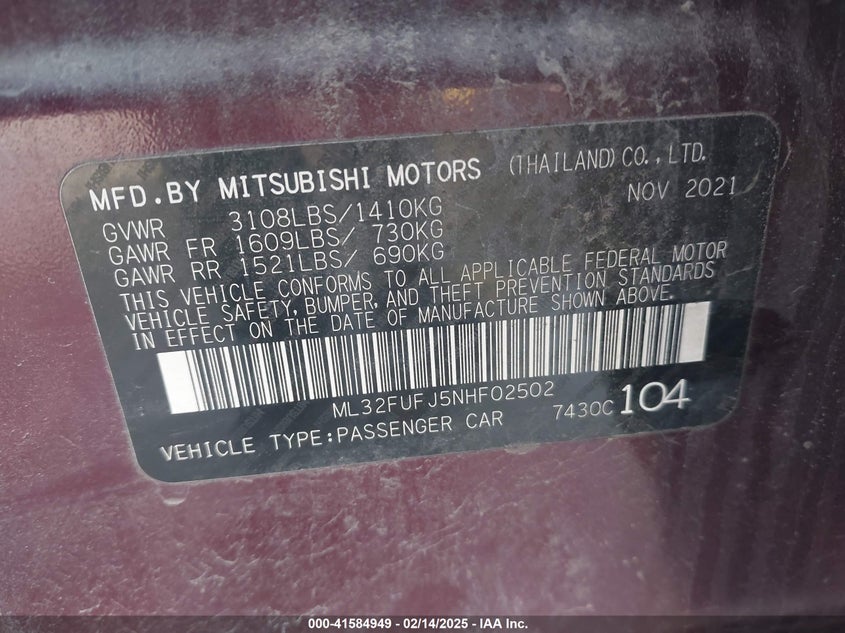 MFD.BY MITSUBISHI MOTORS (THAILAND) CO., LTD.
GVWR 3108LBS/1410KG NOV 2021
GAWR FR 1609LBS/ 730KG
GAWR RR 1521LBS/ 690KG
THIS VEHICLE CONFORMS TO ALL APPLICABLE FEDERAL MOTOR
VEHICLE SAFETY, BUMPER, AND THEFT PREVENTION STANDARDS
IN EFFECT ON THE DATE OF MANUFACTURE SHOWN ABOVE.
ML32FUFJ5NHF02502
7430C 104
VEHICLE TYPE:PASSENGER CAR
000-41584949 - 02/14/2025 - IAA Inc.